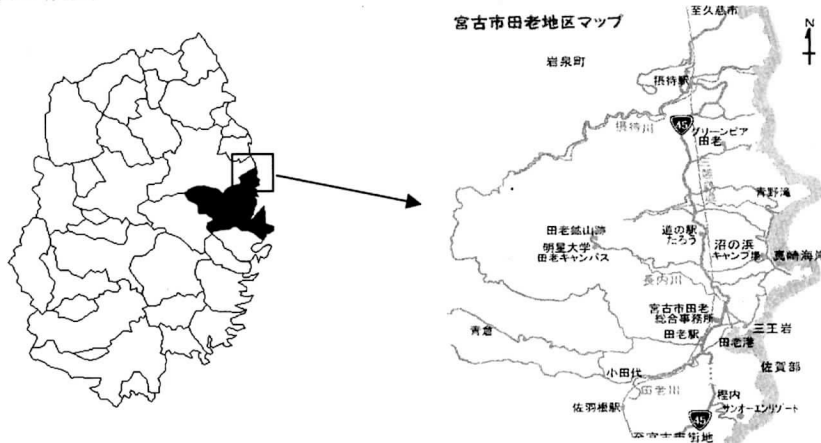 宮古市田老地区マップ
至久慈市
N
岩泉町
摂待駅
摂待川
45
グリーンピア
田老
三陸鉄道
青野滝
田老鉱山跡
明星大学
田老キャンパス
道の駅
たろう
沼の浜
キャンプ場
真崎海岸
長内川
宮古市田老
総合事務所
田老駅
青倉
三王岩
田老港
小田代
佐賀部
田老川
樫内
佐羽根駅
サンオーエンリゾート
45
至宮古市街地